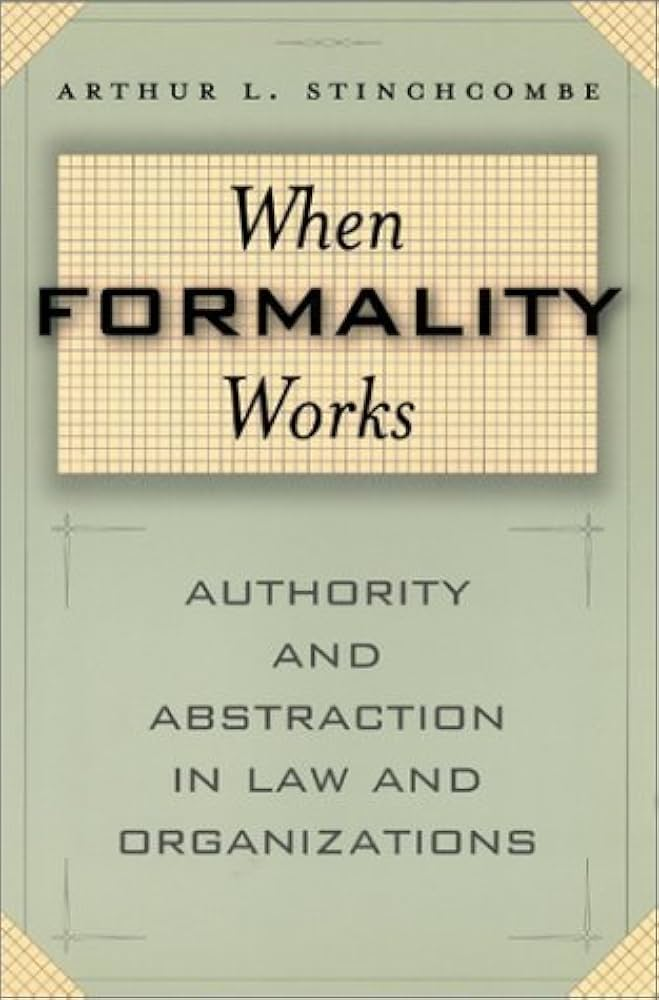 ARTHUR L. STINCHCOMBE
When
FORMALITY
Works
AUTHORITY
AND
ABSTRACTION
IN LAW AND
ORGANIZATIONS